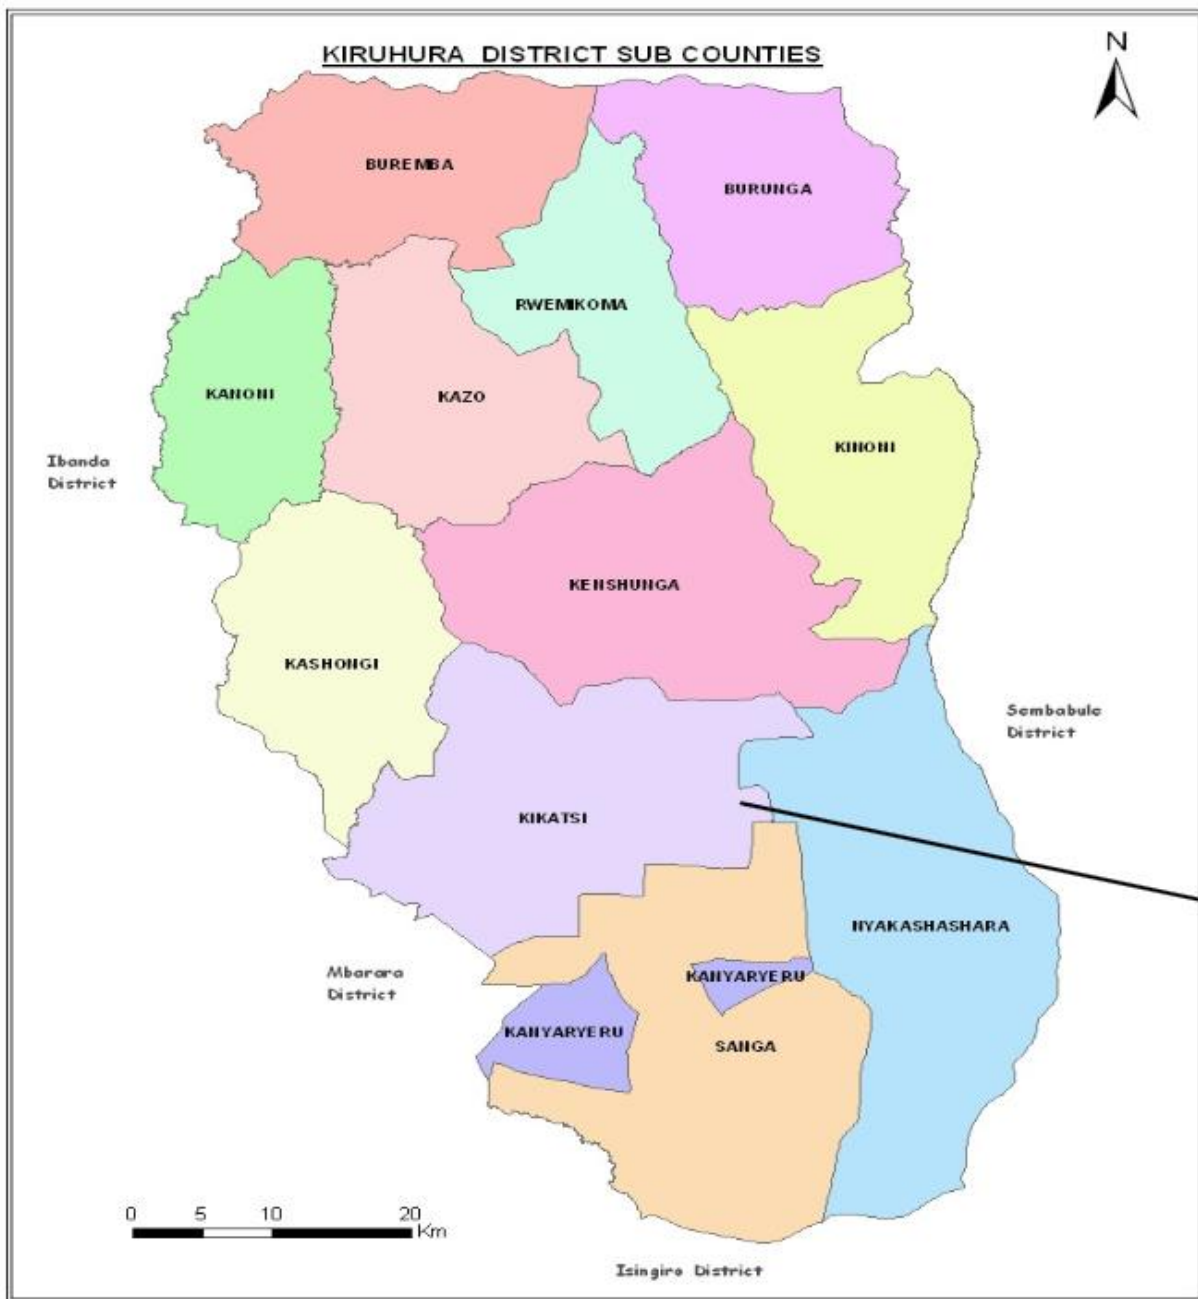 KIRUHURA DISTRICT SUB COUNTIES
N
BUREMBA
BURUNGA
RWEMIKOMA
KANONI
KAZO
KINONI
Ibanda
District
KENSHUNGA
KASHONGI
Sembabule
District
KIKATSI
NYAKASHASHARA
Mbarara
District
KANYARYERU
KANYARYERU
SANGA
0 5 10 20
Km
Isingiro District